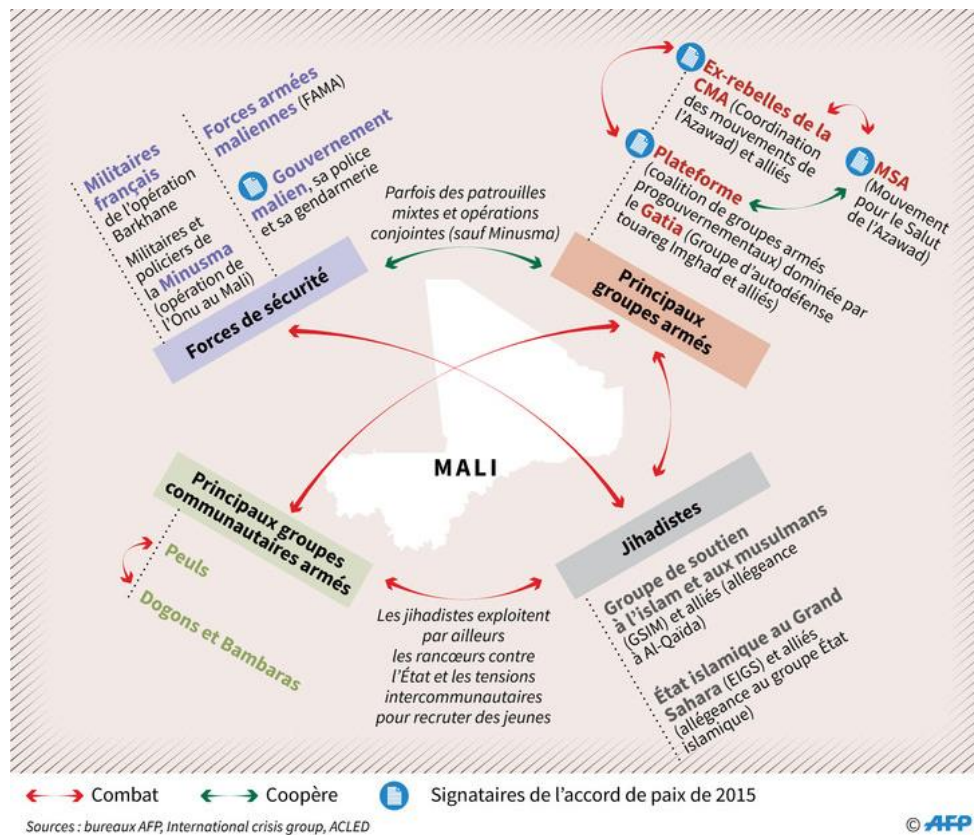 Forces armées
maliennes (FAMA)
Gouvernement
malien, sa police
et sa gendarmerie
Militaires
français
de l'opération
Barkhane
Militaires et
policiers de
la Minusma
(opération de
l'Onu au Mali)
Forces de sécurité
Parfois des patrouilles
mixtes et opérations
conjointes (sauf Minusma)
Ex-rebelles de la
CMA (Coordination
des mouvements de
l'Azawad) et alliés
MSA
(Mouvement
pour le Salut
de l'Azawad)
Plateforme
(coalition de groupes armés
progouvernementaux) dominée par
le Gatia (Groupe d'autodéfense
touareg Imghad et alliés)
Principaux
groupes armés
MALI
Principaux groupes
communautaires armés
Peuls
Dogons et Bambaras
Les jihadistes exploitent
par ailleurs
les rancœurs contre
l'État et les tensions
intercommunautaires
pour recruter des jeunes
Jihadistes
Groupe de soutien
à l'islam et aux musulmans
(GSIM) et alliés (allégeance
à Al-Qaïda)
État islamique au Grand
Sahara (EIGS) et alliés
(allégeance au groupe État
islamique)
Combat
Coopère
Signataires de l'accord de paix de 2015
Sources : bureaux AFP, International crisis group, ACLED
© AFP